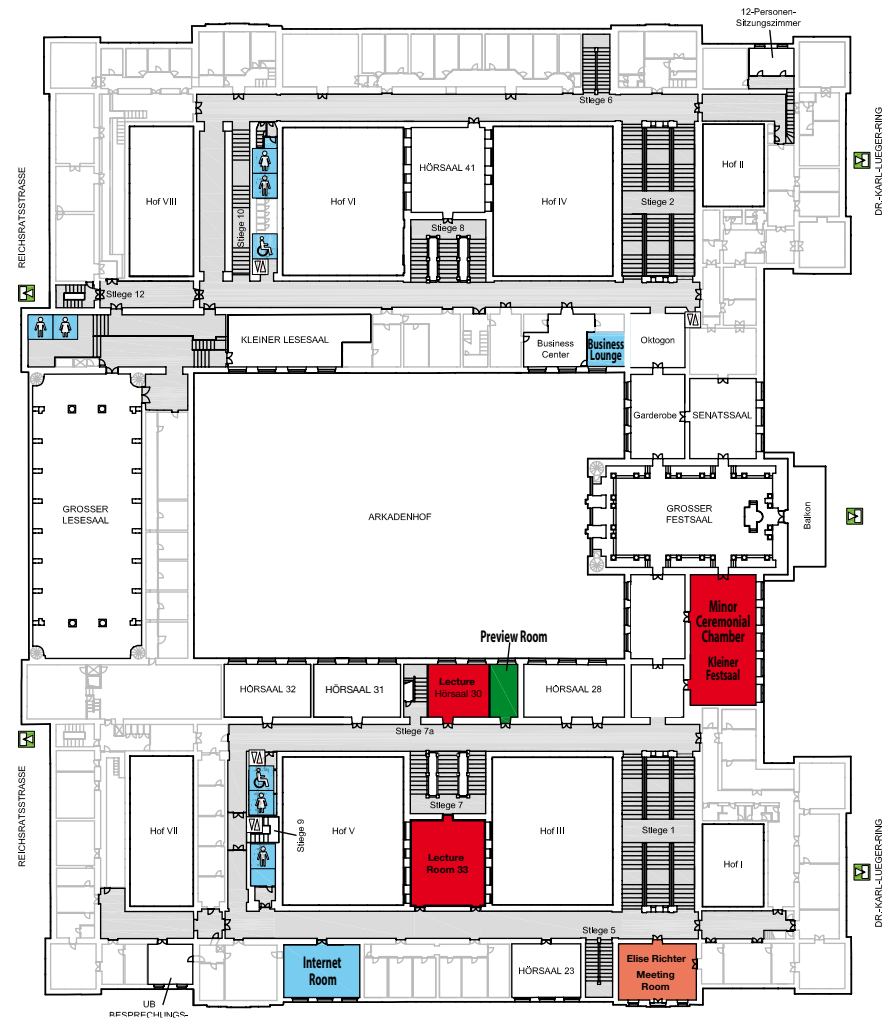 12-Personen-
Sitzungszimmer
Stiege 6
DR.-KARL-LUEGER-RING
REICHSRATSSTRASSE
Hof VIII
Stiege 10
Hof VI
HÖRSAAL 41
Hof IV
Stiege 2
Hof II
Stiege 8
Stiege 12
KLEINER LESESAAL
Business
Center
Business
Lounge
Oktogon
Garderobe
SENATSSAAL
GROSSER
LESESAAL
ARKADENHOF
GROSSER
FESTSAAL
Balkon
Minor
Ceremonial
Chamber
Kleiner
Festsaal
Preview Room
HÖRSAAL 32
HÖRSAAL 31
Lecture
Hörsaal 30
HÖRSAAL 28
Stiege 7a
REICHSRATSSTRASSE
Hof VII
Stiege 9
Hof V
Stiege 7
Hof III
Stiege 1
Hof I
DR.-KARL-LUEGER-RING
Lecture
Room 33
Stiege 5
Internet
Room
HÖRSAAL 23
Elise Richter
Meeting
Room
UB
BESPRECHUNGS-